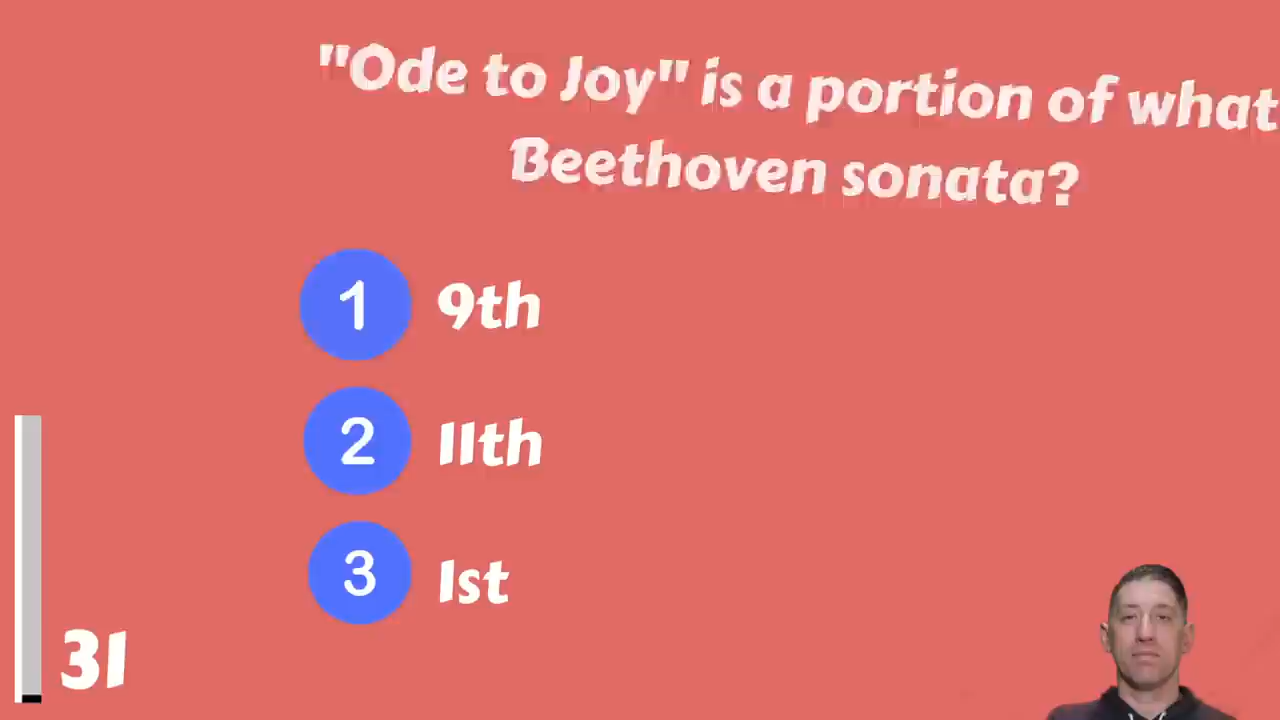 "Ode to Joy" is a portion of what
Beethoven sonata?
1 9th
2 11th
3 1st
31